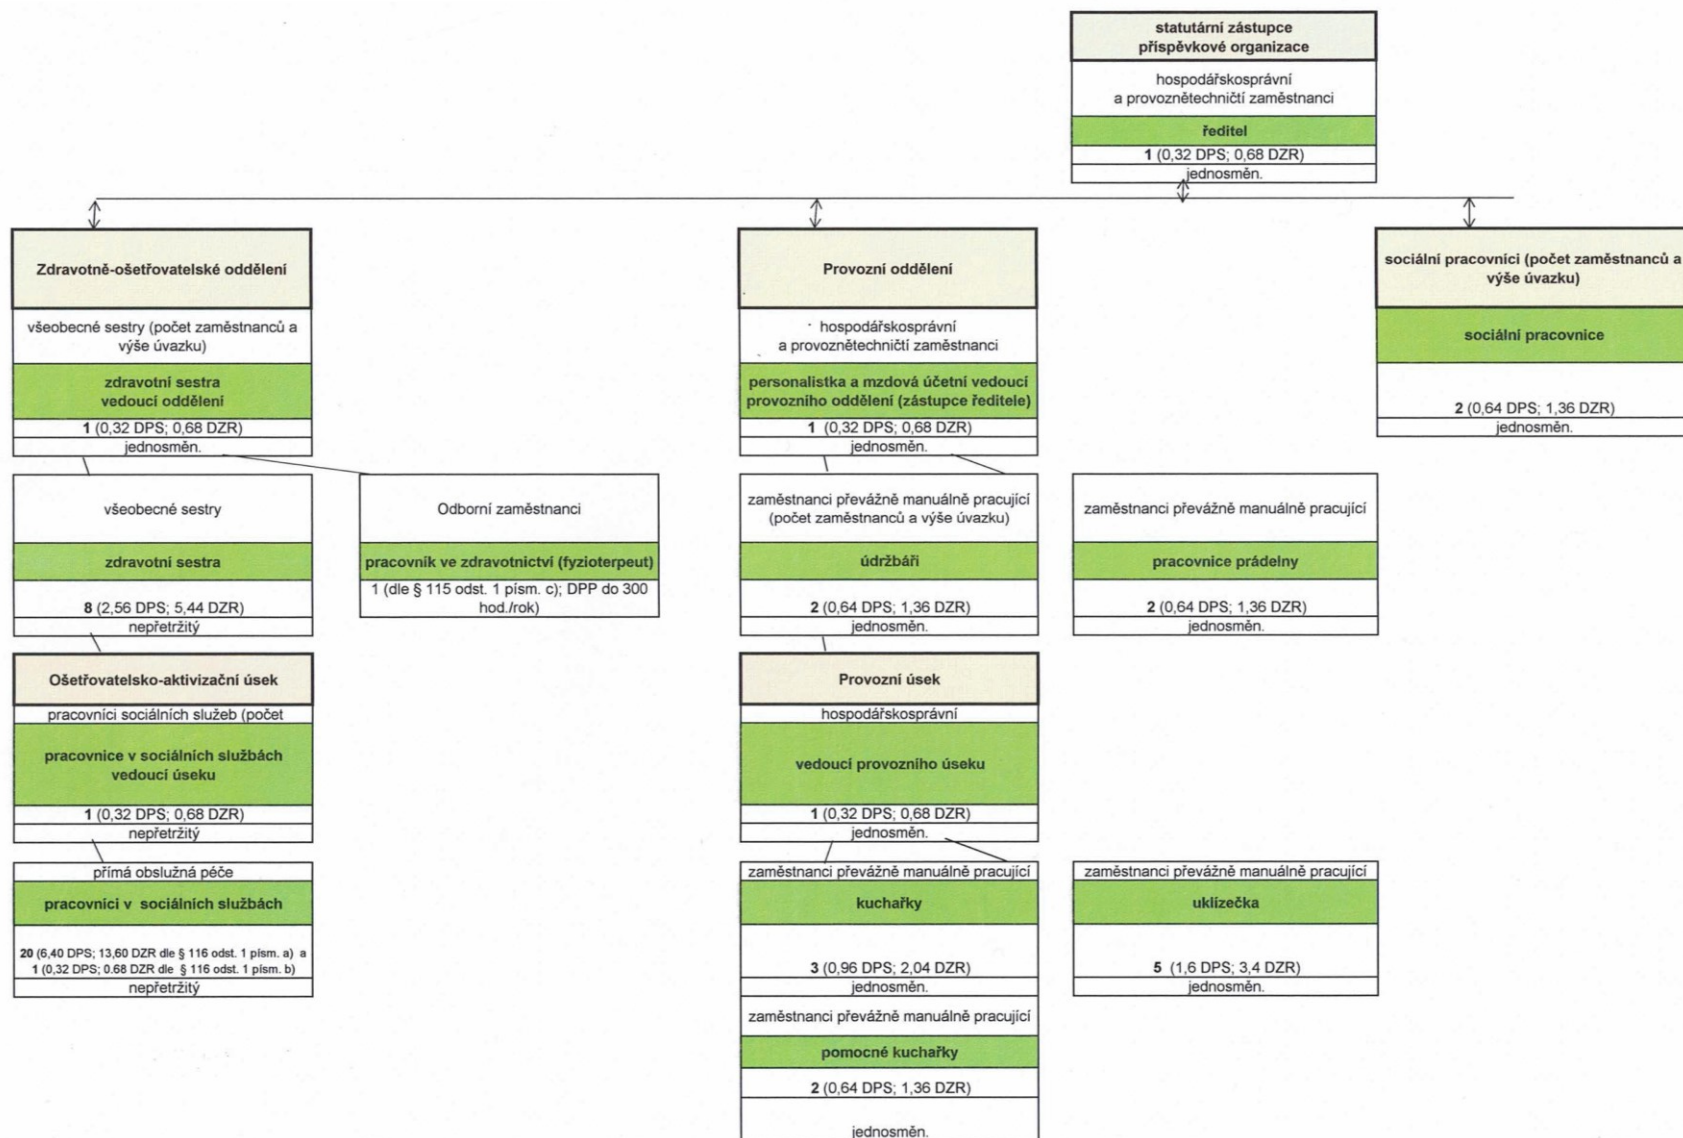 statutární zástupce
příspěvkové organizace
hospodářskosprávní
a provoznětechničtí zaměstnanci
ředitel
1 (0,32 DPS; 0,68 DZR)
jednosměn.
Zdravotně-ošetřovatelské oddělení
všeobecné sestry (počet zaměstnanců a
výše úvazku)
zdravotní sestra
vedoucí oddělení
1 (0,32 DPS; 0,68 DZR)
jednosměn.
Provozní oddělení
hospodářskosprávní
a provoznětechničtí zaměstnanci
personalistka a mzdová účetní vedoucí
provozního oddělení (zástupce ředitele)
1 (0,32 DPS; 0,68 DZR)
jednosměn.
sociální pracovníci (počet zaměstnanců a
výše úvazku)
sociální pracovnice
2 (0,64 DPS; 1,36 DZR)
jednosměn.
všeobecné sestry
zdravotní sestra
8 (2,56 DPS; 5,44 DZR)
nepřetržitý
Odborní zaměstnanci
pracovník ve zdravotnictví (fyzioterpeut)
1 (dle § 115 odst. 1 písm. c); DPP do 300
hod./rok)
zaměstnanci převážně manuálně pracující
(počet zaměstnanců a výše úvazku)
údržbáři
2 (0,64 DPS; 1,36 DZR)
jednosměn.
zaměstnanci převážně manuálně pracující
pracovnice prádelny
2 (0,64 DPS; 1,36 DZR)
jednosměn.
Ošetřovatelsko-aktivizační úsek
pracovníci sociálních služeb (počet
pracovnice v sociálních službách
vedoucí úseku
1 (0,32 DPS; 0,68 DZR)
nepřetržitý
Provozní úsek
hospodářskosprávní
vedoucí provozního úseku
1 (0,32 DPS; 0,68 DZR)
jednosměn.
přímá obslužná péče
pracovníci v sociálních službách
20 (6,40 DPS; 13,60 DZR dle § 116 odst. 1 písm. a) a
1 (0,32 DPS; 0.68 DZR dle § 116 odst. 1 písm. b)
nepřetržitý
zaměstnanci převážně manuálně pracující
kuchařky
3 (0,96 DPS; 2,04 DZR)
jednosměn.
zaměstnanci převážně manuálně pracující
uklízečka
5 (1,6 DPS; 3,4 DZR)
jednosměn.
zaměstnanci převážně manuálně pracující
pomocné kuchařky
2 (0,64 DPS; 1,36 DZR)
jednosměn.